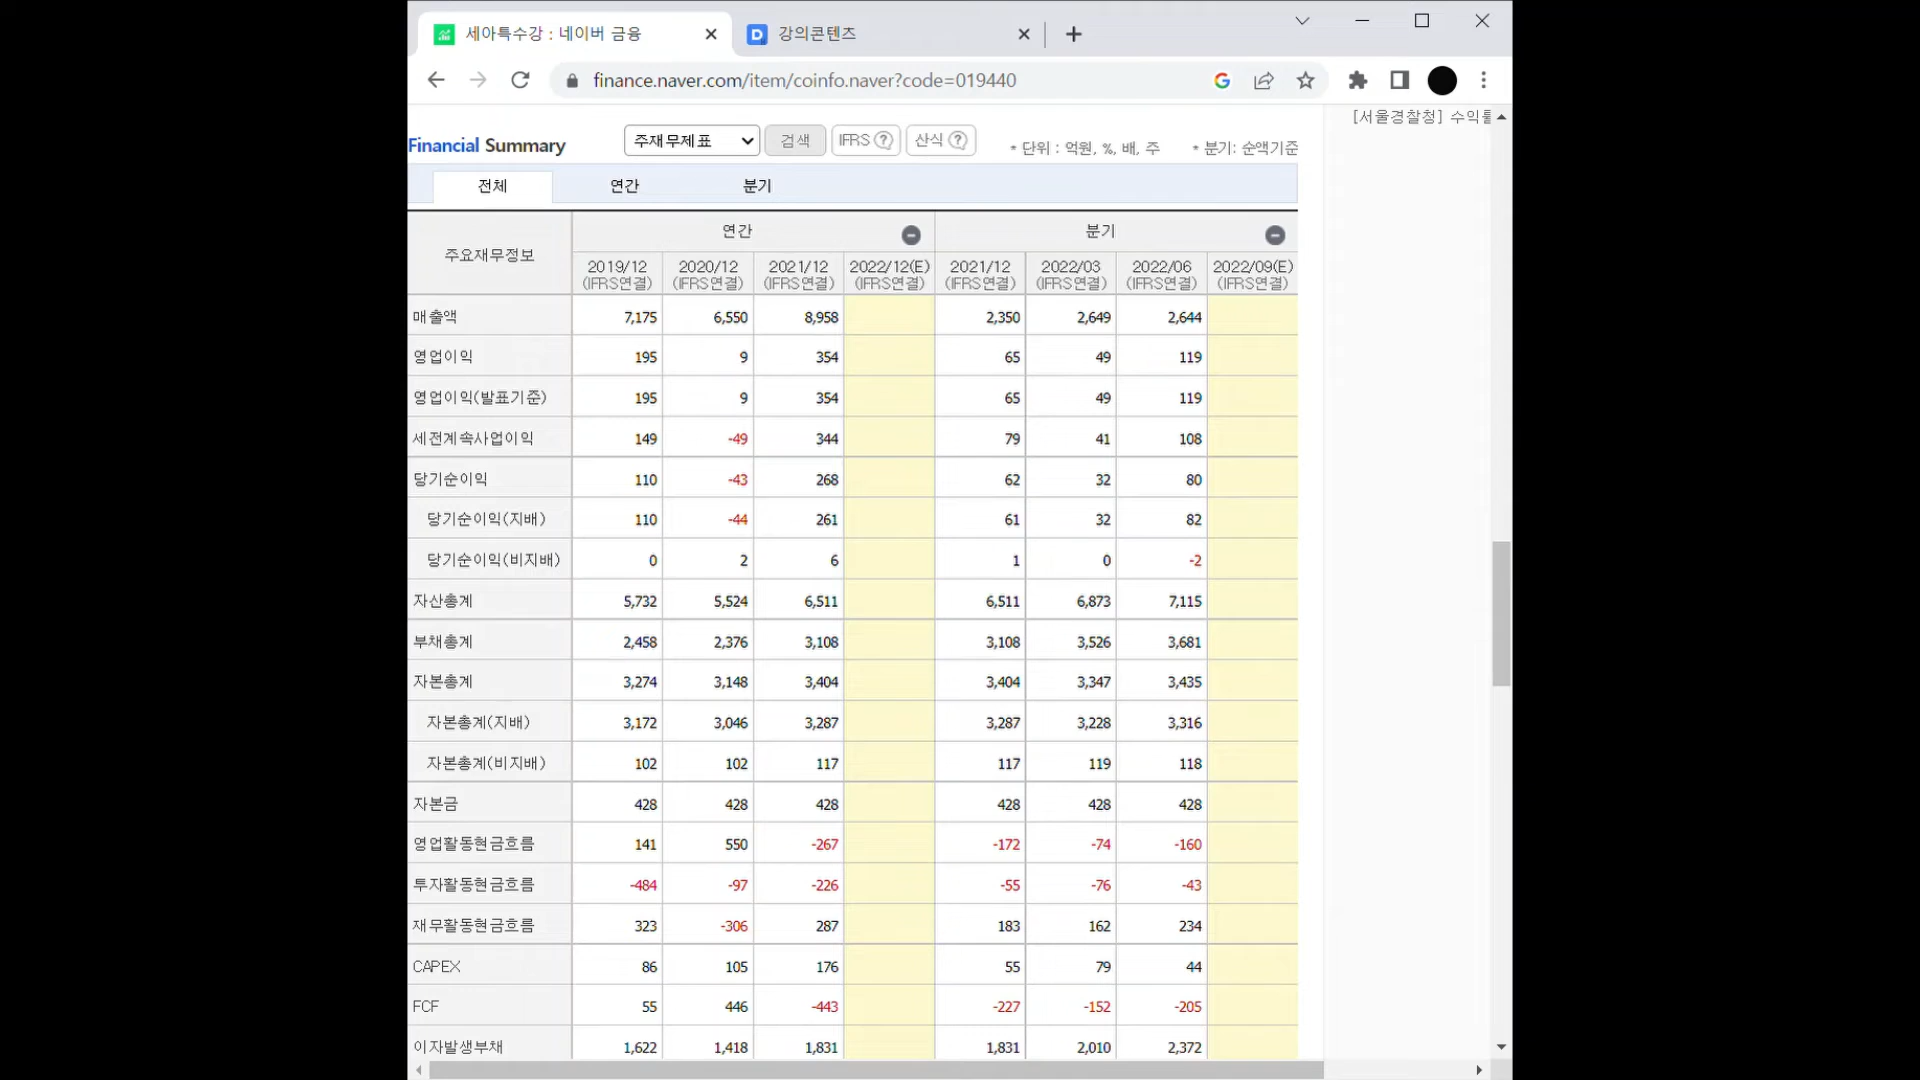 세아특수강 : 네이버 금융
강의콘텐츠
finance.naver.com/item/coinfo.naver?code=019440
[서울경찰청] 수익률
Financial Summary 주재무제표 검색 IFRS ? 산식 ? * 단위 : 억원, %, 배, 주 * 분기: 순액기준
전체 연간 분기
주요재무정보 연간 분기
2019/12 2020/12 2021/12 2022/12(E) 2021/12 2022/03 2022/06 2022/09(E)
(IFRS연결) (IFRS연결) (IFRS연결) (IFRS연결) (IFRS연결) (IFRS연결) (IFRS연결) (IFRS연결)
매출액 7,175 6,550 8,958 2,350 2,649 2,644
영업이익 195 9 354 65 49 119
영업이익(발표기준) 195 9 354 65 49 119
세전계속사업이익 149 -49 344 79 41 108
당기순이익 110 -43 268 62 32 80
당기순이익(지배) 110 -44 261 61 32 82
당기순이익(비지배) 0 2 6 1 0 -2
자산총계 5,732 5,524 6,511 6,511 6,873 7,115
부채총계 2,458 2,376 3,108 3,108 3,526 3,681
자본총계 3,274 3,148 3,404 3,404 3,347 3,435
자본총계(지배) 3,172 3,046 3,287 3,287 3,228 3,316
자본총계(비지배) 102 102 117 117 119 118
자본금 428 428 428 428 428 428
영업활동현금흐름 141 550 -267 -172 -74 -160
투자활동현금흐름 -484 -97 -226 -55 -76 -43
재무활동현금흐름 323 -306 287 183 162 234
CAPEX 86 105 176 55 79 44
FCF 55 446 -443 -227 -152 -205
이자발생부채 1,622 1,418 1,831 1,831 2,010 2,372